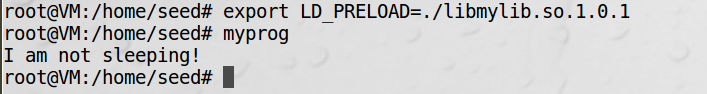 root@VM:/home/seed# export LD_PRELOAD=./libmylib.so.1.0.1
root@VM:/home/seed# myprog
I am not sleeping!
root@VM:/home/seed#